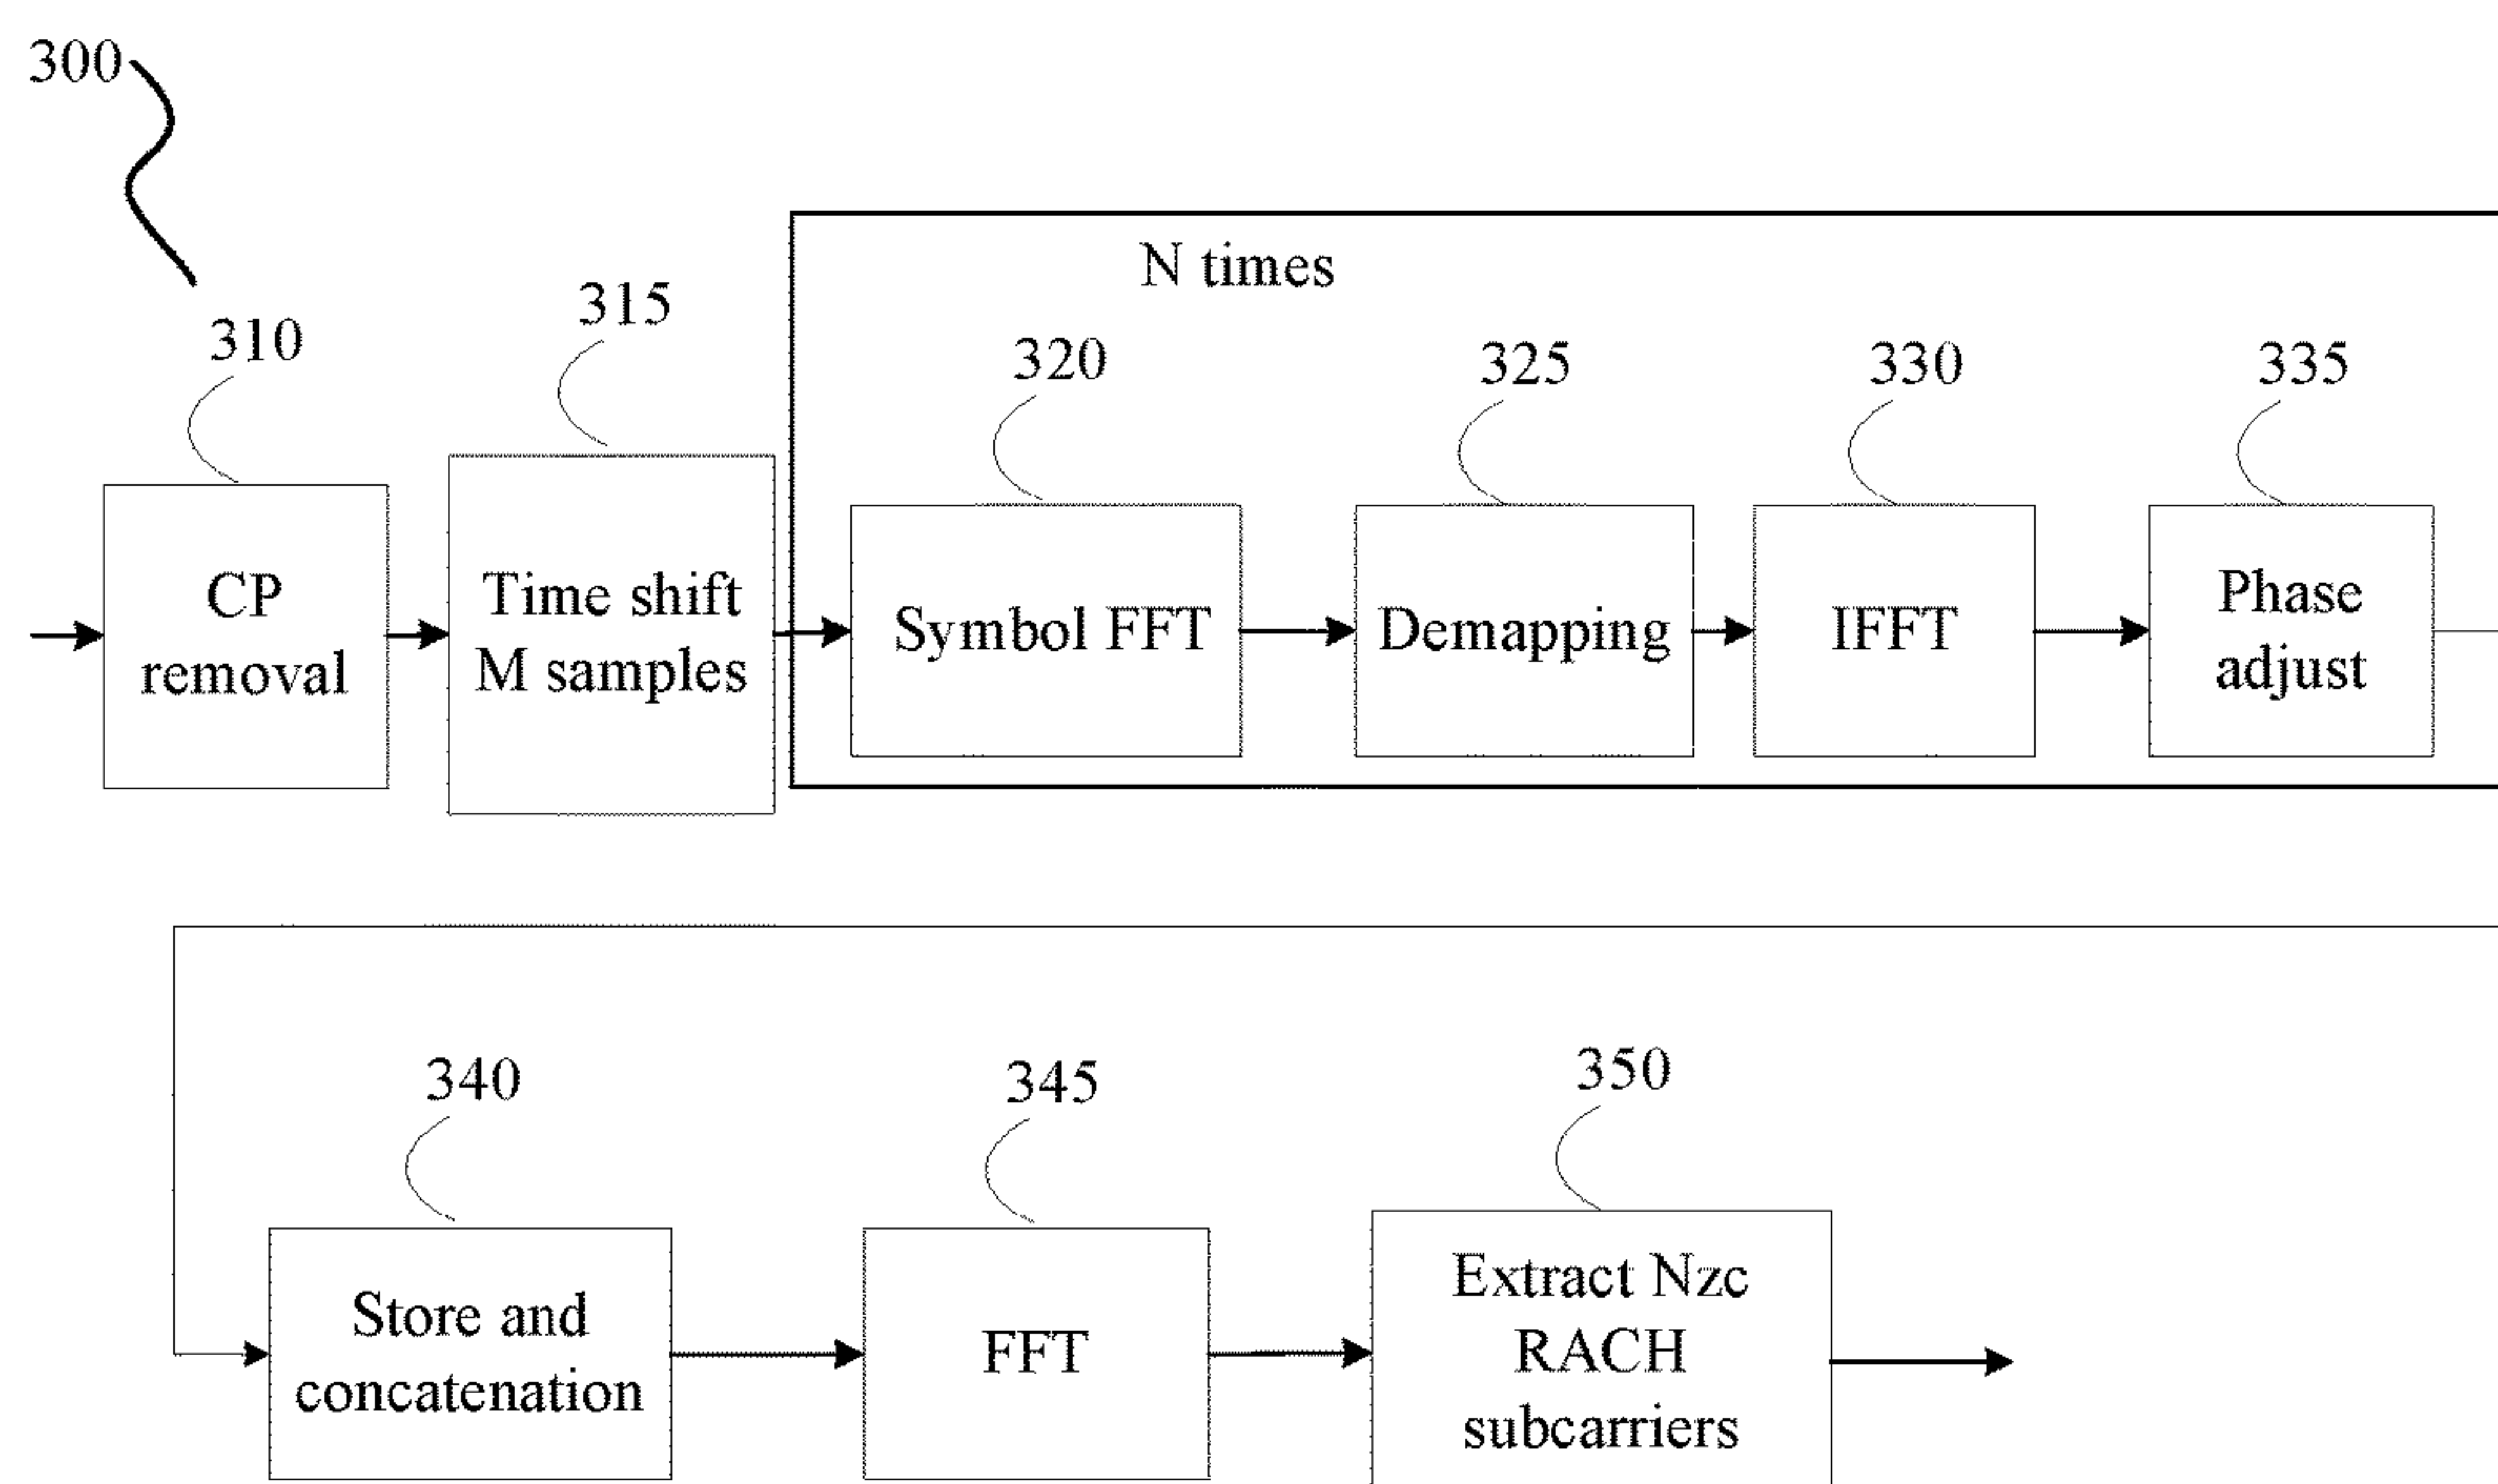 300
N times
310
315
320
325
330
335
CP
removal
Time shift
M samples
Symbol FFT
Demapping
IFFT
Phase
adjust
340
345
350
Store and
concatenation
FFT
Extract Nzc
RACH
subcarriers